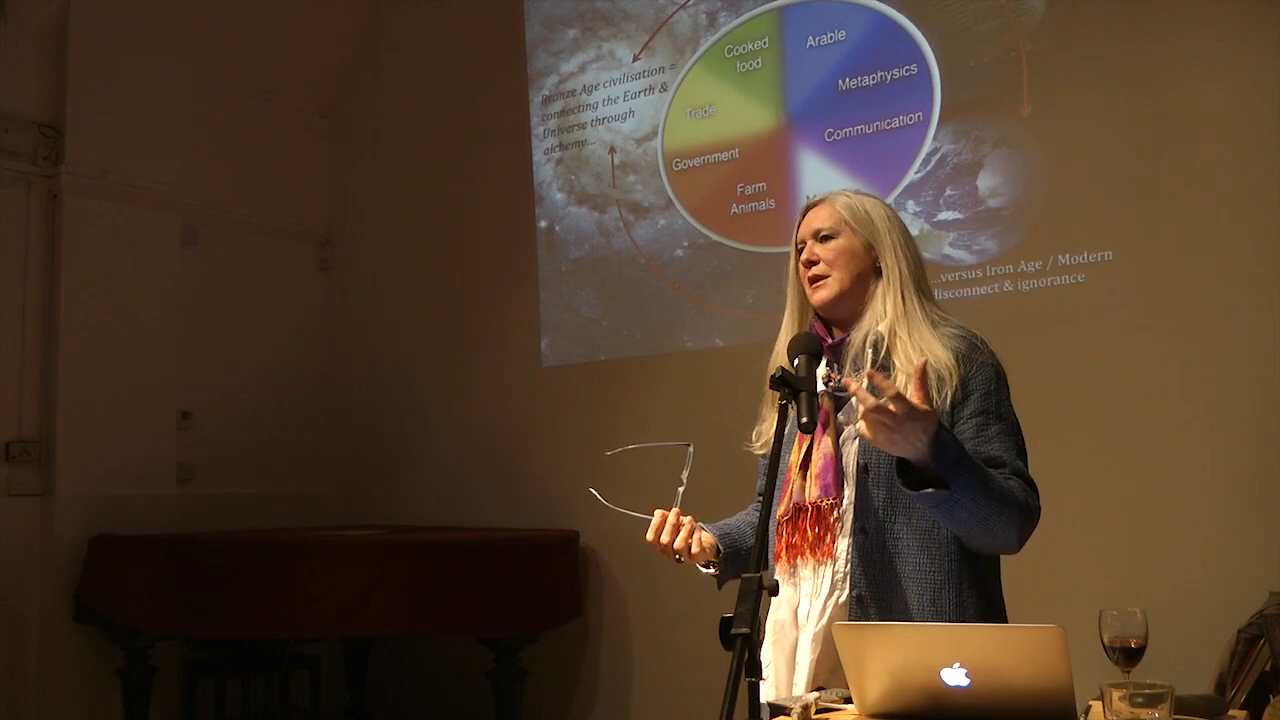 Cooked
food
Arable
Metaphysics
Communication
Trade
Government
Farm
Animals
Bronze Age civilisation =
connecting the Earth &
Universe through
alchemy...
...versus Iron Age / Modern
disconnect & ignorance